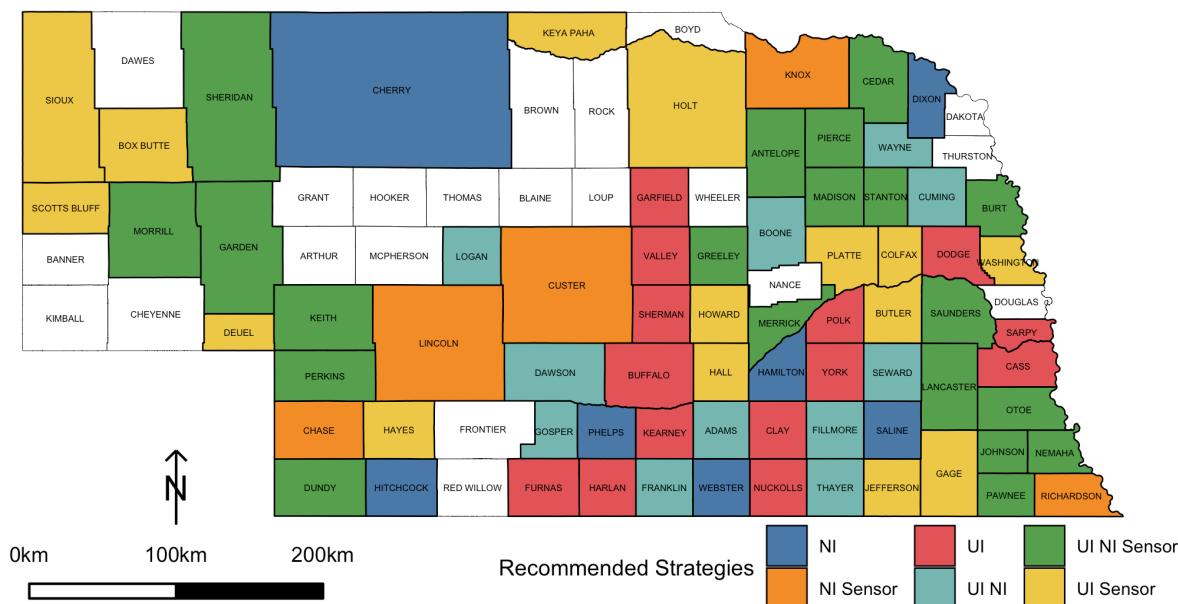 KEYA PAHA
BOYD
DAWES
KNOX
CEDAR
CHERRY
SIOUX
SHERIDAN
DIXON
HOLT
BROWN
ROCK
DAKOTA
BOX BUTTE
PIERCE
WAYNE
ANTELOPE
THURSTON
GRANT
HOOKER
THOMAS
BLAINE
LOUP
GARFIELD
WHEELER
MADISON
STANTON
CUMING
SCOTTS BLUFF
BURT
MORRILL
BOONE
GARDEN
BANNER
ARTHUR
MCPHERSON
LOGAN
VALLEY
GREELEY
PLATTE
COLFAX
DODGE
WASHINGTON
CUSTER
NANCE
DOUGLAS
KIMBALL
CHEYENNE
KEITH
SHERMAN
HOWARD
MERRICK
POLK
BUTLER
SAUNDERS
DEUEL
SARPY
LINCOLN
CASS
PERKINS
DAWSON
BUFFALO
HALL
HAMILTON
YORK
SEWARD
LANCASTER
OTOE
CHASE
HAYES
FRONTIER
GOSPER
PHELPS
KEARNEY
ADAMS
CLAY
FILLMORE
SALINE
JOHNSON
NEMAHA
GAGE
DUNDY
HITCHCOCK
RED WILLOW
FURNAS
HARLAN
FRANKLIN
WEBSTER
NUCKOLLS
THAYER
JEFFERSON
PAWNEE
RICHARDSON
N
0km
100km
200km
Recommended Strategies
NI
UI
UI NI Sensor
NI Sensor
UI NI
UI Sensor